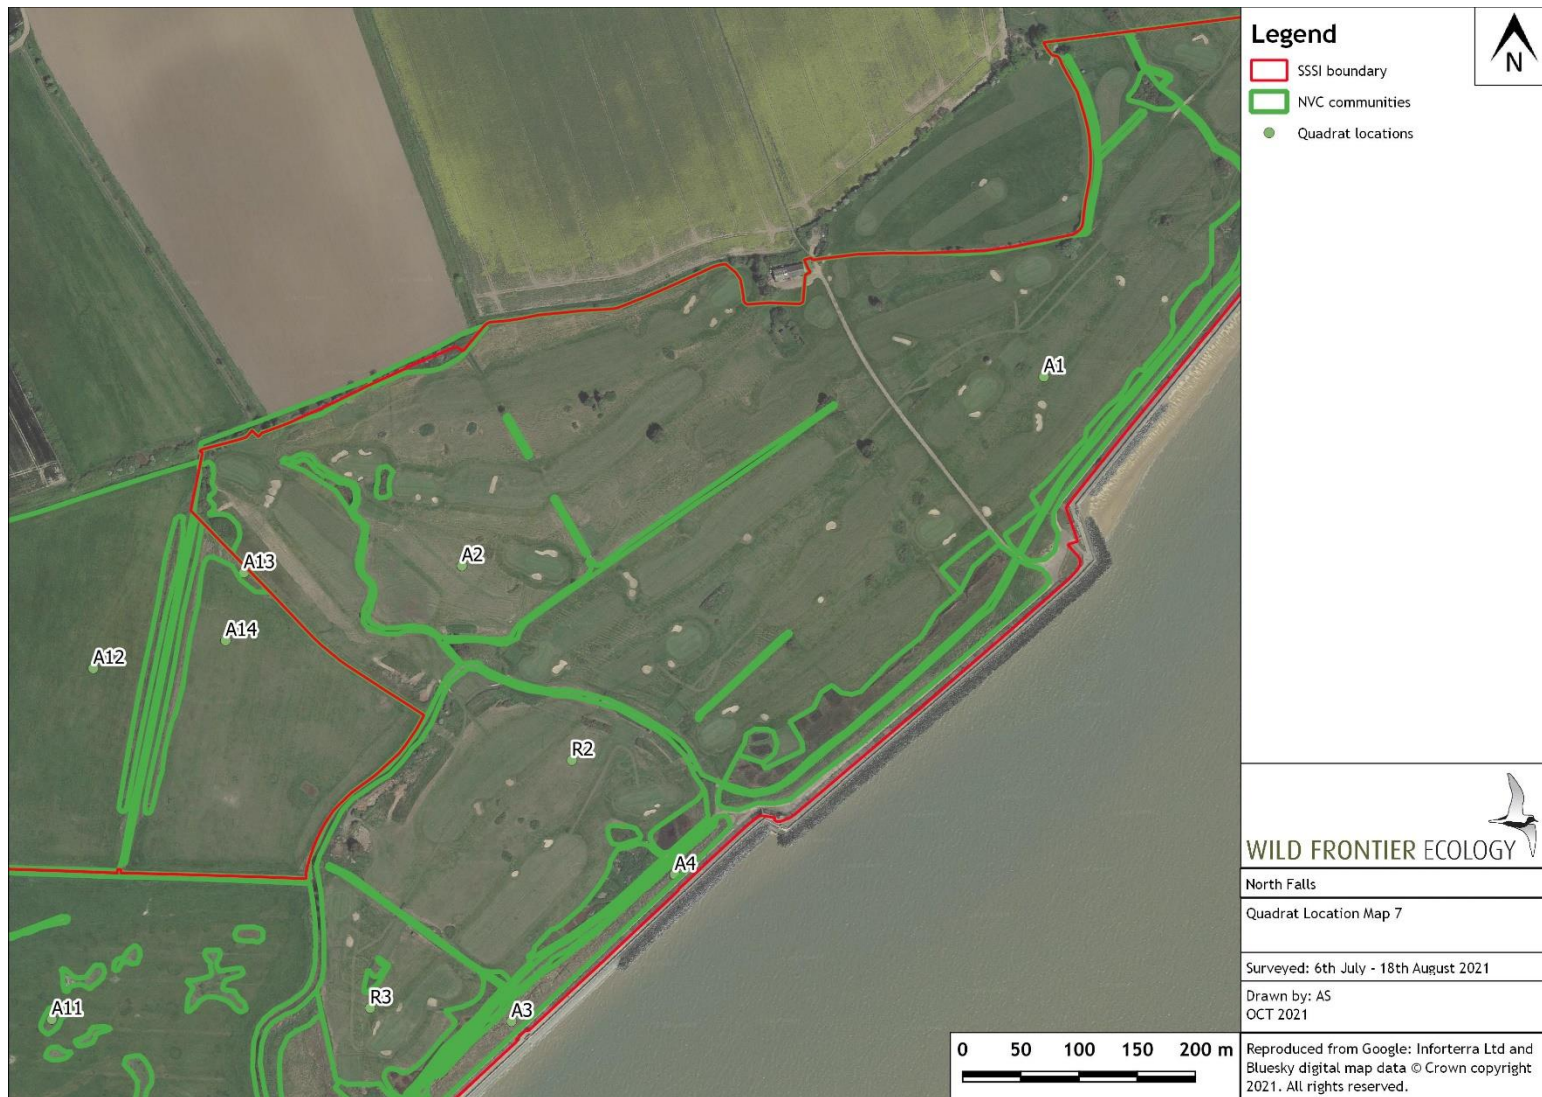 Legend
N
SSSI boundary
NVC communities
Quadrat locations
A1
A2
A13
A14
A12
R2
A4
R3
A3
A11
WILD FRONTIER ECOLOGY
North Falls
Quadrat Location Map 7
Surveyed: 6th July - 18th August 2021
Drawn by: AS
OCT 2021
0 50 100 150 200 m
Reproduced from Google: Inforterra Ltd and
Bluesky digital map data © Crown copyright
2021. All rights reserved.